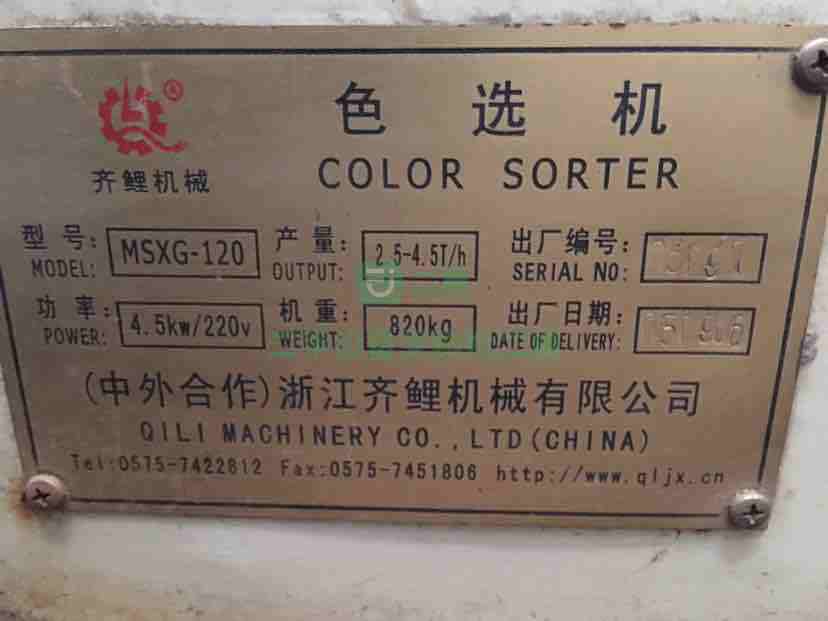 色选机
COLOR SORTER
®
齐鲤机械
型号: MSXG-120 产量: 2.5-4.5T/h 出厂编号:
MODEL: OUTPUT: SERIAL NO:
功率: 4.5kw/220v 机重: 820kg 出厂日期:
POWER: WEIGHT: DATE OF DELIVERY:
(中外合作)浙江齐鲤机械有限公司
QILI MACHINERY CO.,LTD(CHINA)
Tel:0575-7422812 Fax:0575-7451806 http://www.qljx.cn